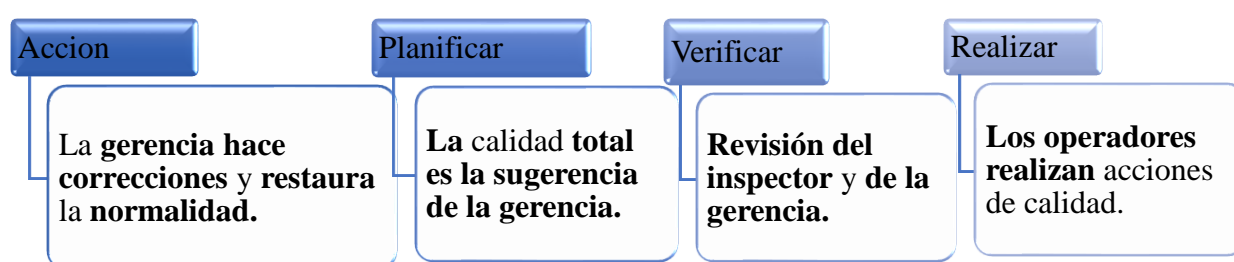 Accion
La gerencia hace
correcciones y restaura
la normalidad.
Planificar
La calidad total
es la sugerencia
de la gerencia.
Verificar
Revisión del
inspector y de la
gerencia.
Realizar
Los operadores
realizan acciones
de calidad.